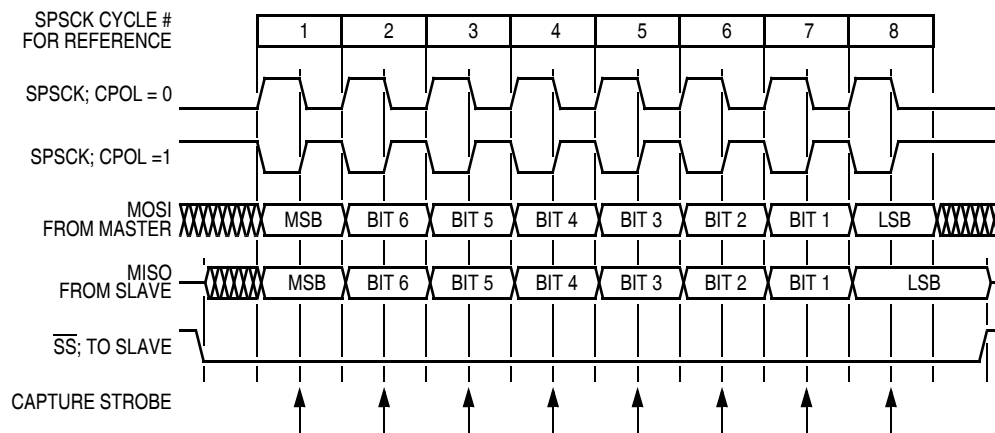 SPSCK CYCLE #
FOR REFERENCE
1 2 3 4 5 6 7 8
SPSCK; CPOL = 0
SPSCK; CPOL =1
MOSI
FROM MASTER
MSB BIT 6 BIT 5 BIT 4 BIT 3 BIT 2 BIT 1 LSB
MISO
FROM SLAVE
MSB BIT 6 BIT 5 BIT 4 BIT 3 BIT 2 BIT 1 LSB
SS; TO SLAVE
CAPTURE STROBE